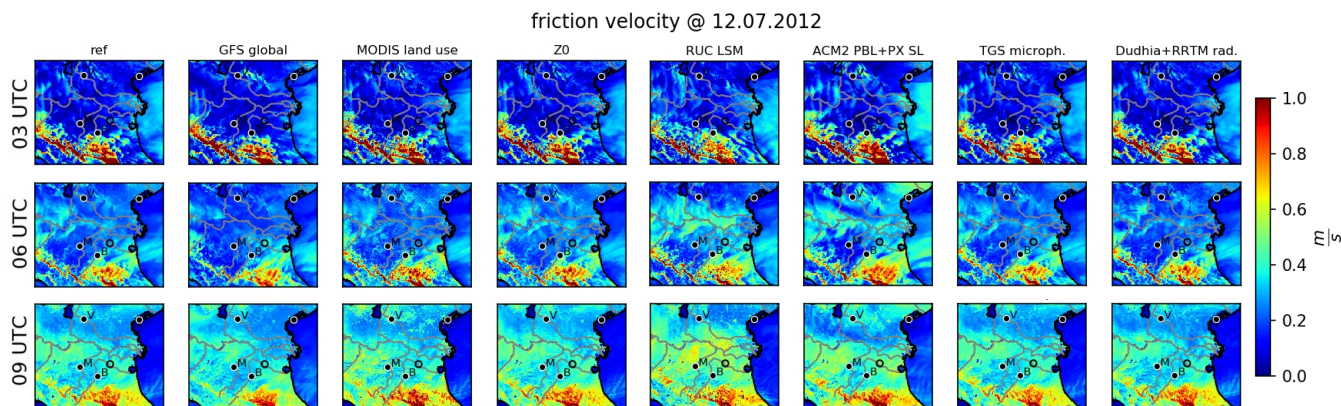 friction velocity @ 12.07.2012
ref GFS global MODIS land use Z0 RUC LSM ACM2 PBL+PX SL TGS microph. Dudhia+RRTM rad.
03 UTC
06 UTC
V V V V V V V V
M M M M M M M M
B B B B B B B B
09 UTC
V V V V V V V V
M M M M M M M M
B B B B B B B B
1.0
0.8
0.6
0.4
0.2
0.0
m
s